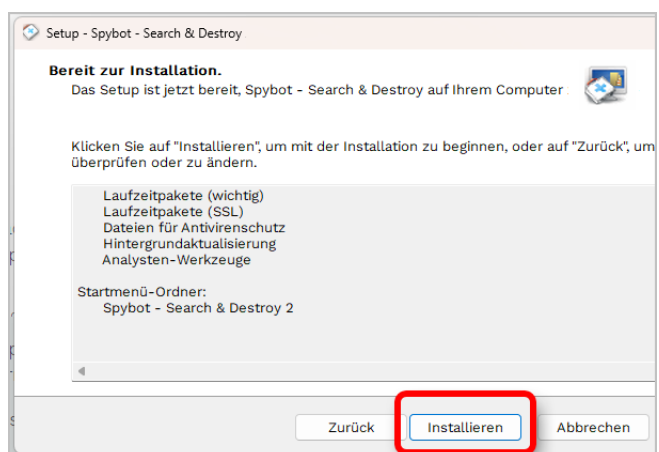 Setup - Spybot - Search & Destroy
Bereit zur Installation.
Das Setup ist jetzt bereit, Spybot - Search & Destroy auf Ihrem Computer
Klicken Sie auf "Installieren", um mit der Installation zu beginnen, oder auf "Zurück", um
überprüfen oder zu ändern.
Laufzeitpakete (wichtig)
Laufzeitpakete (SSL)
Dateien für Antivirenschutz
Hintergrundaktualisierung
Analysten-Werkzeuge
Startmenü-Ordner:
Spybot - Search & Destroy 2
Zurück
Installieren
Abbrechen